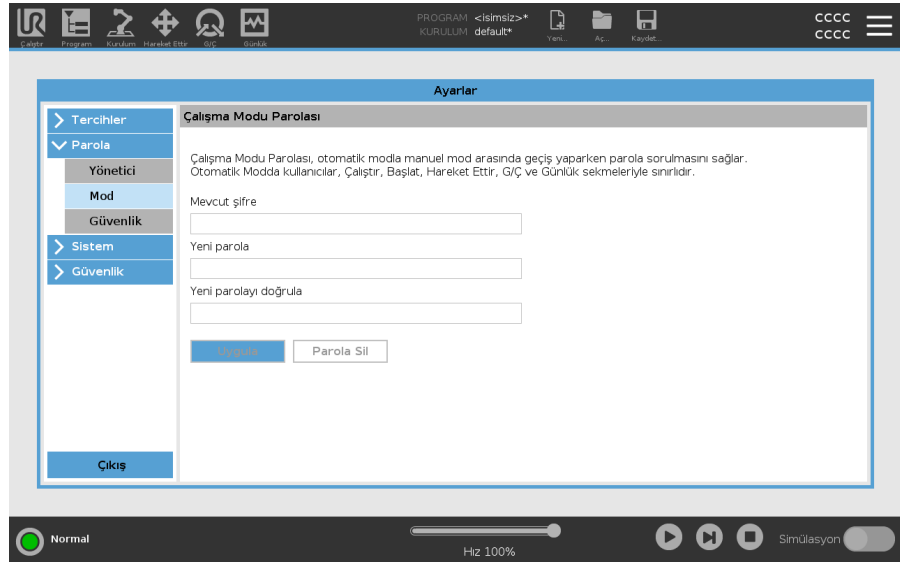 PROGRAM <isimsiz>*
KURULUM default*
cccc
cccc
Çalıştır
Program
Kurulum
Hareket Ettir
G/Ç
Günlük
Yeni...
Aç...
Kaydet...
Ayarlar
Tercihler
Parola
Yönetici
Mod
Güvenlik
Sistem
Güvenlik
Çıkış
Çalışma Modu Parolası
Çalışma Modu Parolası, otomatik modla manuel mod arasında geçiş yaparken parola sorulmasını sağlar.
Otomatik Modda kullanıcılar, Çalıştır, Başlat, Hareket Ettir, G/Ç ve Günlük sekmeleriyle sınırlıdır.
Mevcut şifre
Yeni parola
Yeni parolayı doğrula
Uygula
Parola Sil
Normal
Hız 100%
Simülasyon